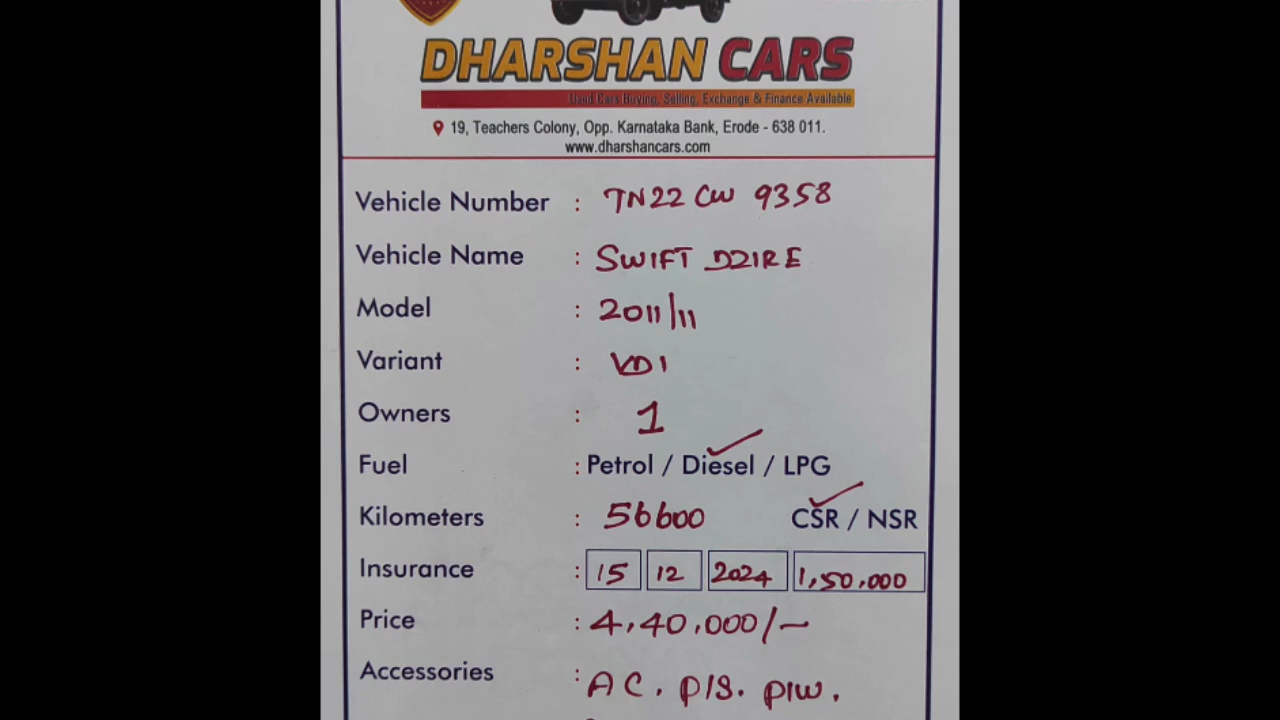 DHARSHAN CARS
Used Cars Buying, Selling, Exchange & Finance Available
19, Teachers Colony, Opp. Karnataka Bank, Erode - 638 011.
www.dharshancars.com
Vehicle Number : TN22 CW 9358
Vehicle Name : SWIFT DZIRE
Model : 2011/11
Variant : VDI
Owners : 1
Fuel : Petrol / Diesel / LPG
Kilometers : 56600 CSR / NSR
Insurance : 15 12 2024 1,50,000
Price : 4,40,000/-
Accessories : AC. P/S. P/W.